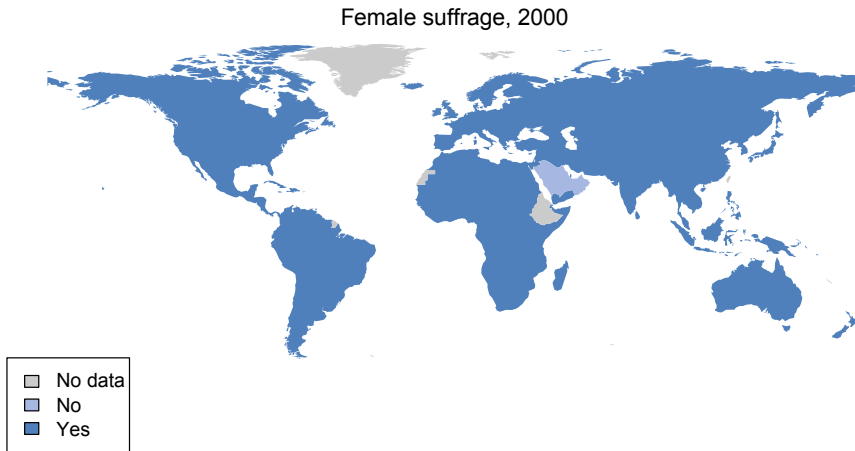 Female suffrage, 2000
No data
No
Yes